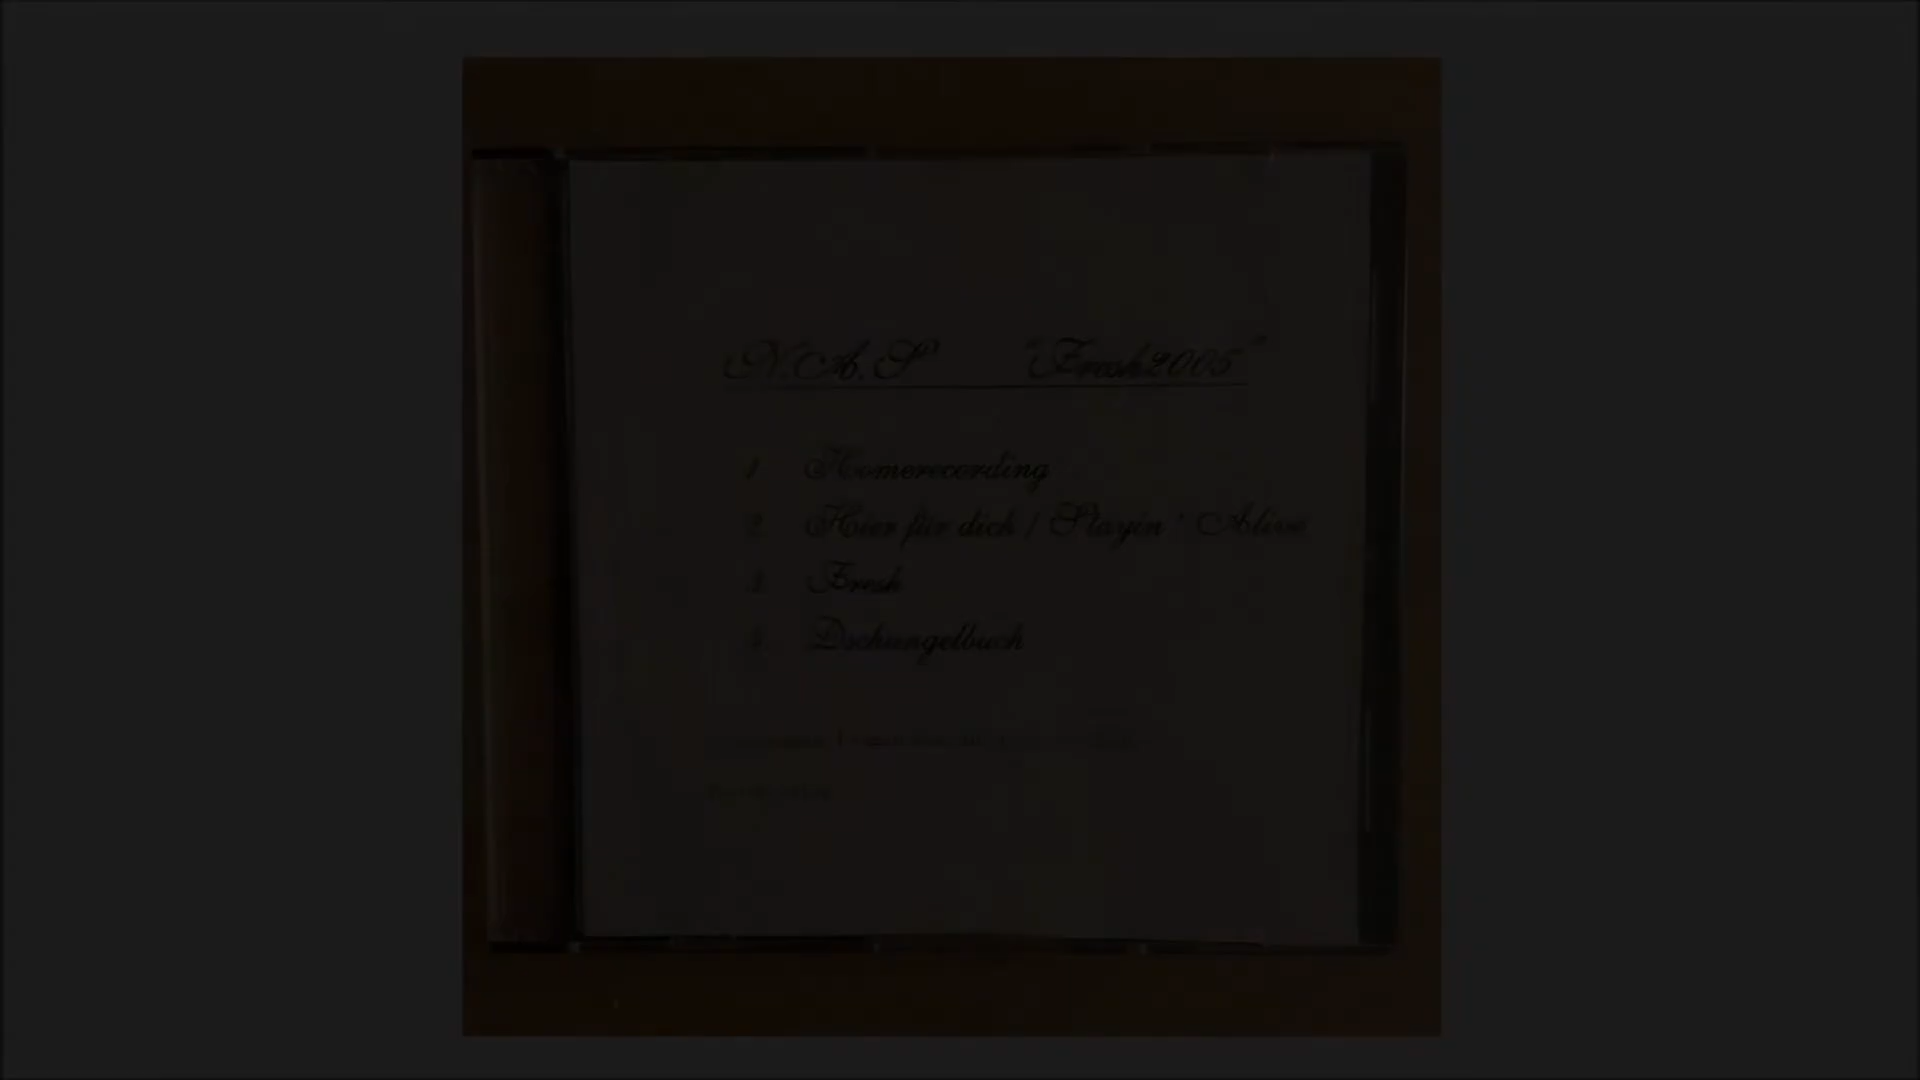 N.A.S "Fresh2005"
1 Homerecording
2 Hier für dich / Stayin' Alive
3 Fresh
4 Dschungelbuch